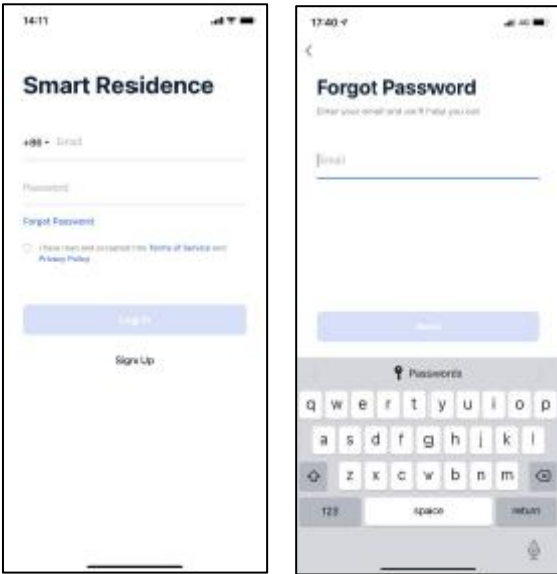 14:11
Smart Residence
+86 Email
Password
Forgot Password
I have read and accepted the Terms of Service and
Privacy Policy
Log In
Sign Up
17:40
Forgot Password
Enter your email and we'll help you out
Email
Passwords
q w e r t y u i o p
a s d f g h j k l
z x c v b n m
123 space return